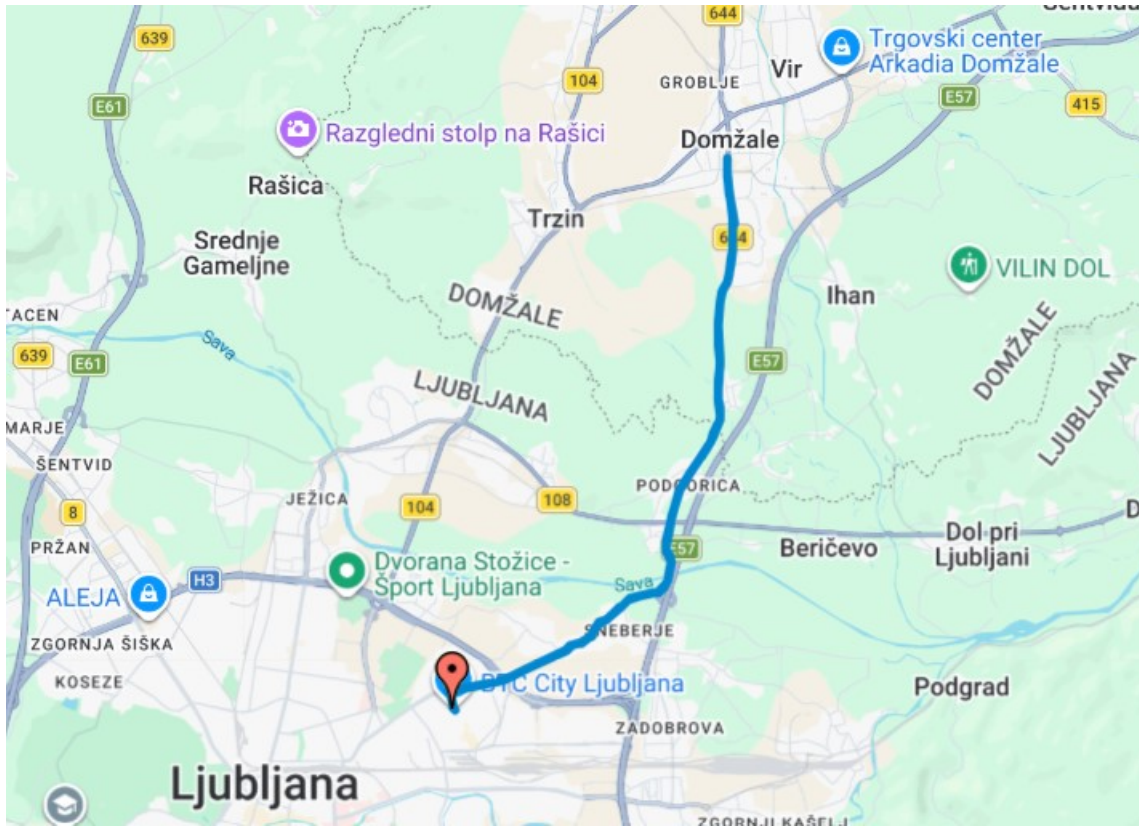 644
639
Trgovski center
Arkadia Domžale
Vir
GROBLJE
104
E57
E61
415
Razgledni stolp na Rašici
Domžale
Rašica
Trzin
Srednje
Gameljne
VILIN DOL
Ihan
DOMŽALE
DOMŽALE
TACEN
Sava
639
E61
E57
LJUBLJANA
LJUBLJANA
MARJE
ŠENTVID
JEŽICA
PODGORICA
8
104
108
PRŽAN
E57
Beričevo
Dol pri
Ljubljani
Dvorana Stožice -
Šport Ljubljana
H3
Sava
ALEJA
ZGORNJA ŠIŠKA
SNEBERJE
KOSEZE
BTC City Ljubljana
Podgrad
ZADOBROVA
Ljubljana